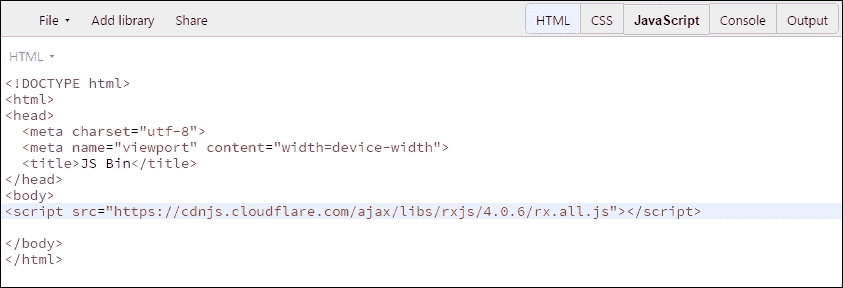 File ▾ Add library Share HTML CSS JavaScript Console Output
HTML ▾
<!DOCTYPE html>
<html>
<head>
  <meta charset="utf-8">
  <meta name="viewport" content="width=device-width">
  <title>JS Bin</title>
</head>
<body>
<script src="https://cdnjs.cloudflare.com/ajax/libs/rxjs/4.0.6/rx.all.js"></script>
</body>
</html>